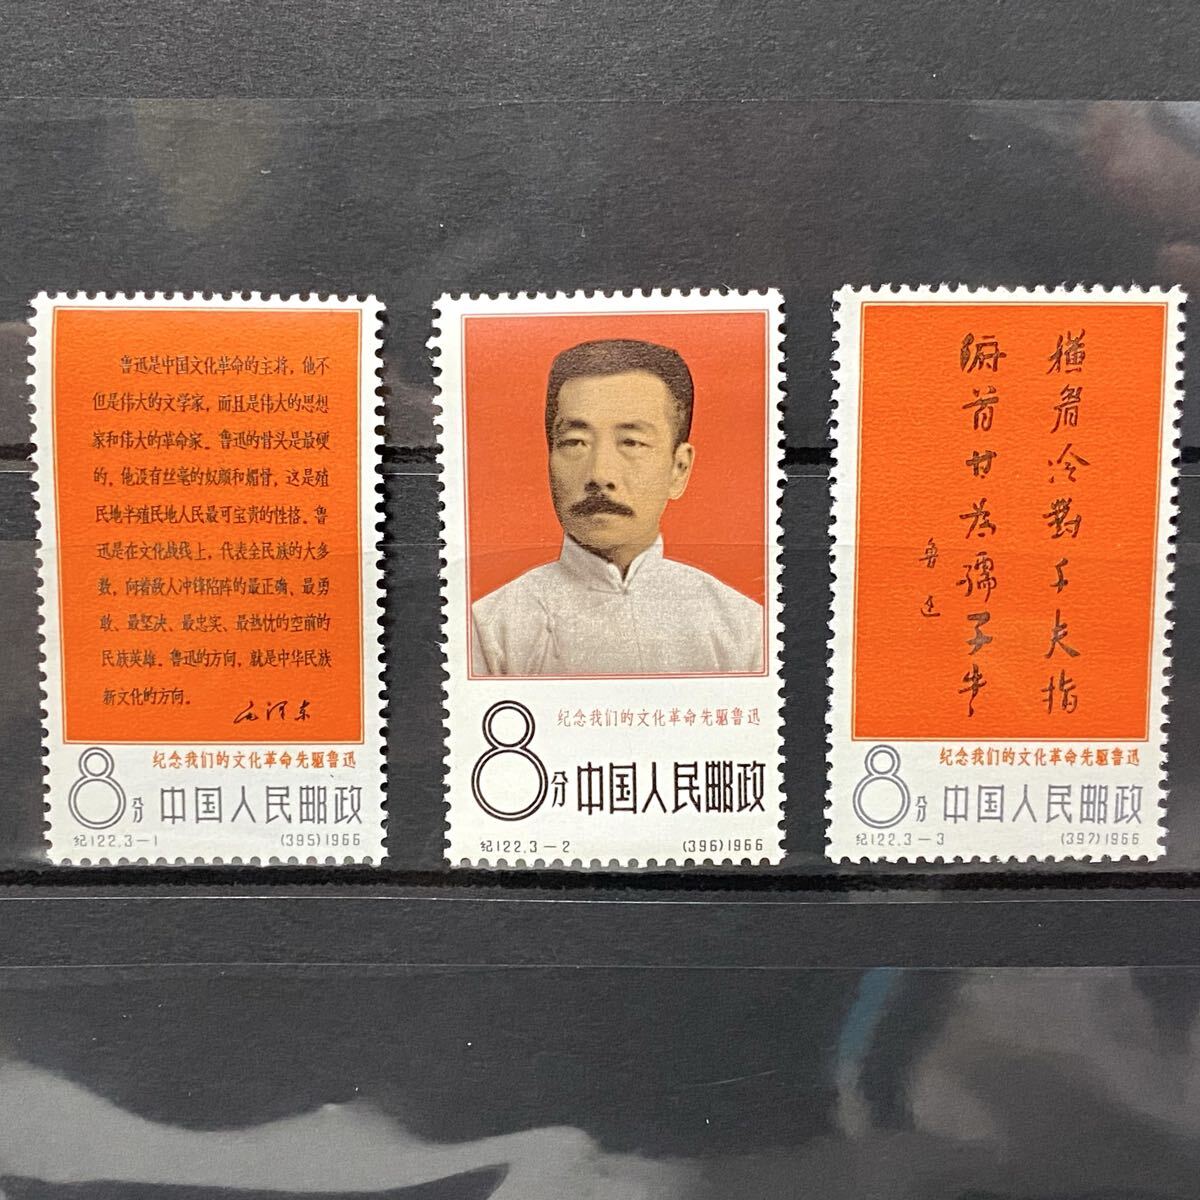 鲁迅是中国文化革命的主将，他不
但是伟大的文学家，而且是伟大的思想
家和伟大的革命家。鲁迅的骨头是最硬
的，他没有丝毫的奴颜和媚骨，这是殖
民地半殖民地人民最可宝贵的性格。鲁
迅是在文化战线上，代表全民族的大多
数，向着敌人冲锋陷阵的最正确、最勇
敢、最坚决、最忠实、最热忱的空前的
民族英雄。鲁迅的方向，就是中华民族
新文化的方向。
毛泽东
纪念我们的文化革命先驱鲁迅
8分 中国人民邮政
纪122.3-1 (395)1966
纪念我们的文化革命先驱鲁迅
8分 中国人民邮政
纪122.3-2 (396)1966
橫眉冷對千夫指
俯首甘為孺子牛
魯迅
纪念我们的文化革命先驱鲁迅
8分 中国人民邮政
纪122.3-3 (397)1966